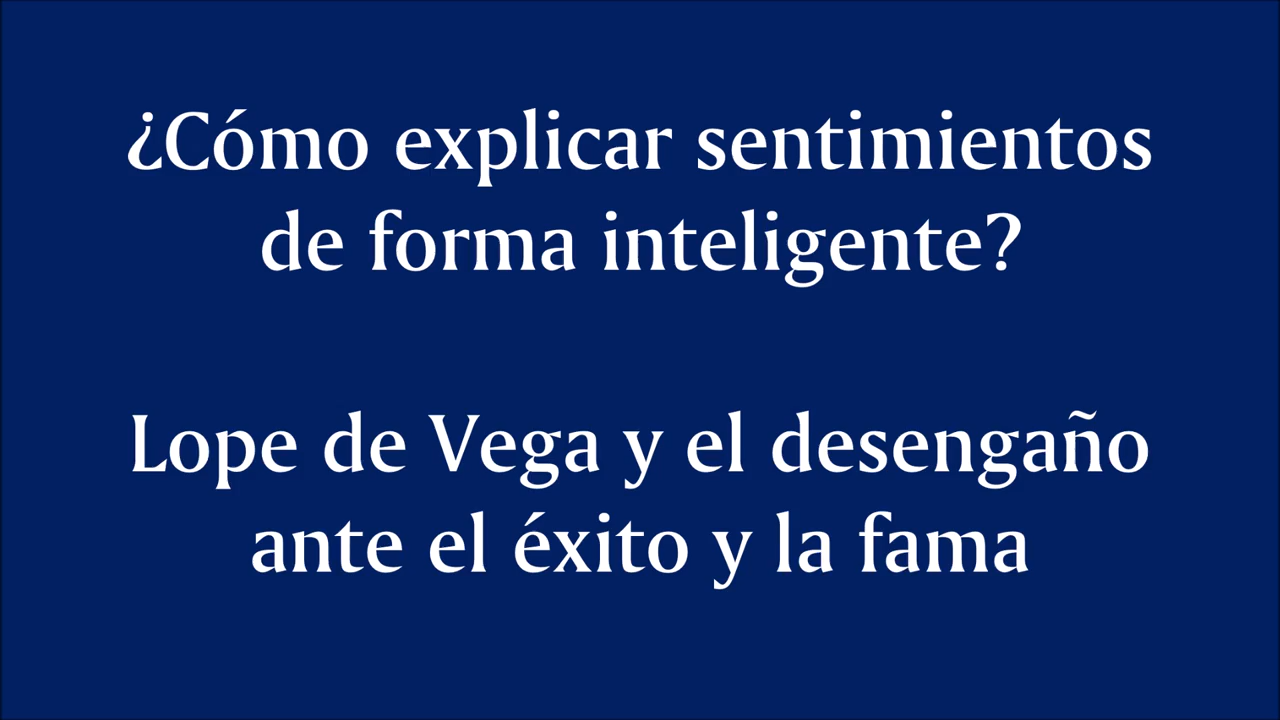 ¿Cómo explicar sentimientos
de forma inteligente?
Lope de Vega y el desengaño
ante el éxito y la fama